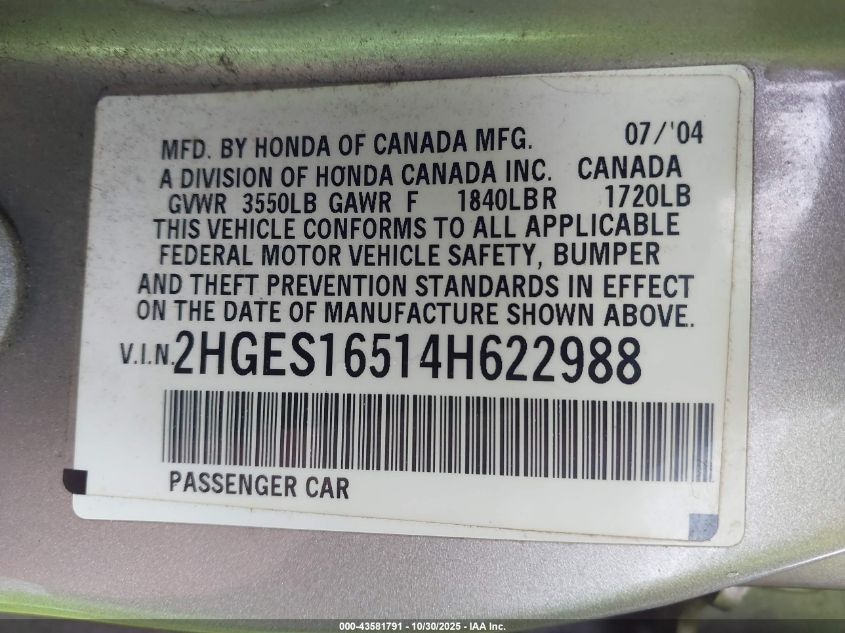 MFD. BY HONDA OF CANADA MFG. 07/'04
A DIVISION OF HONDA CANADA INC. CANADA
GVWR 3550LB GAWR F 1840LB R 1720LB
THIS VEHICLE CONFORMS TO ALL APPLICABLE
FEDERAL MOTOR VEHICLE SAFETY, BUMPER
AND THEFT PREVENTION STANDARDS IN EFFECT
ON THE DATE OF MANUFACTURE SHOWN ABOVE.
V.I.N. 2HGES16514H622988
PASSENGER CAR
000-43581791 - 10/30/2025 - IAA Inc.